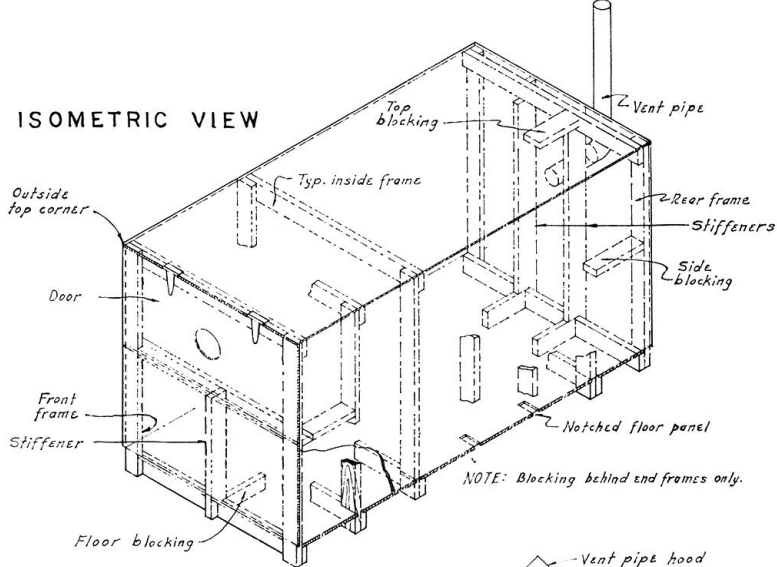 ISOMETRIC VIEW
Vent pipe
Top
blocking
Typ. inside frame
Outside
top corner
Rear frame
Stiffeners
Side
blocking
Door
Front
frame
Stiffener
Notched floor panel
NOTE: Blocking behind end frames only.
Floor blocking
Vent pipe hood